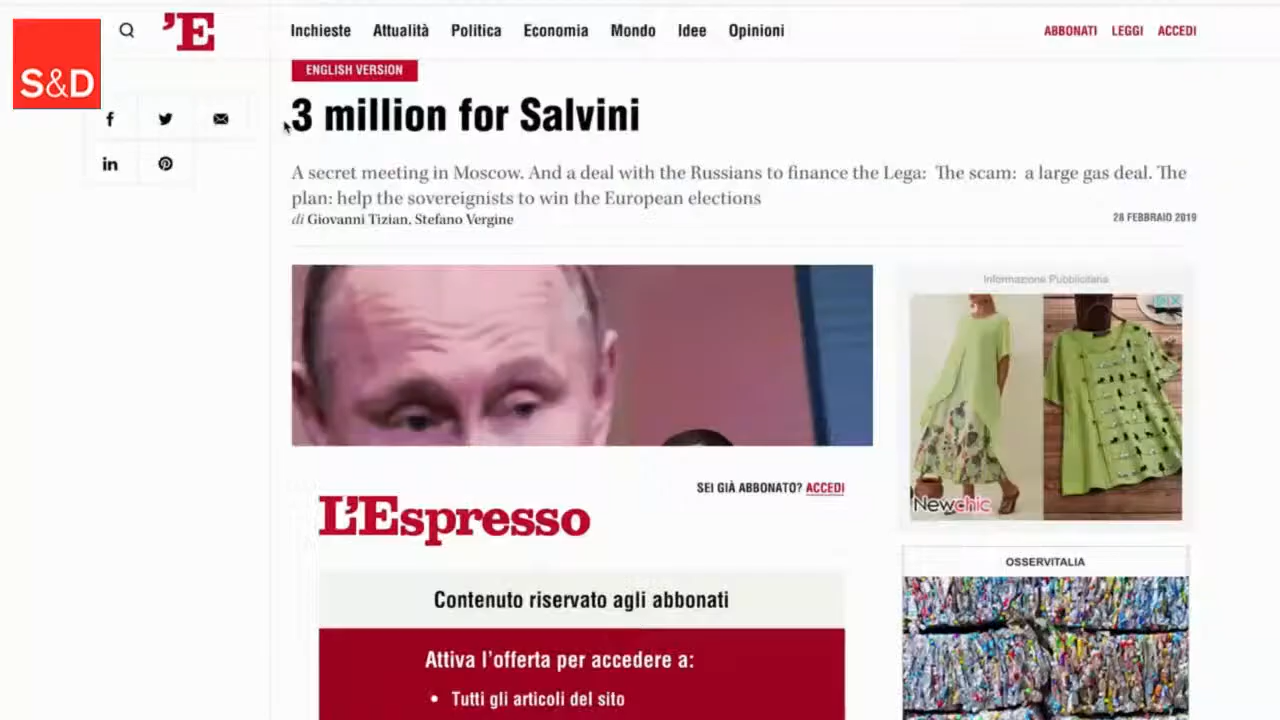 S&D
'E
Inchieste Attualità Politica Economia Mondo Idee Opinioni
ABBONATI LEGGI ACCEDI
ENGLISH VERSION
3 million for Salvini
A secret meeting in Moscow. And a deal with the Russians to finance the Lega: The scam: a large gas deal. The
plan: help the sovereignists to win the European elections
di Giovanni Tizian, Stefano Vergine
28 FEBBRAIO 2019
Informazione Pubblicitaria
Newchic
SEI GIÀ ABBONATO? ACCEDI
L'Espresso
OSSERVITALIA
Contenuto riservato agli abbonati
Attiva l'offerta per accedere a:
• Tutti gli articoli del sito